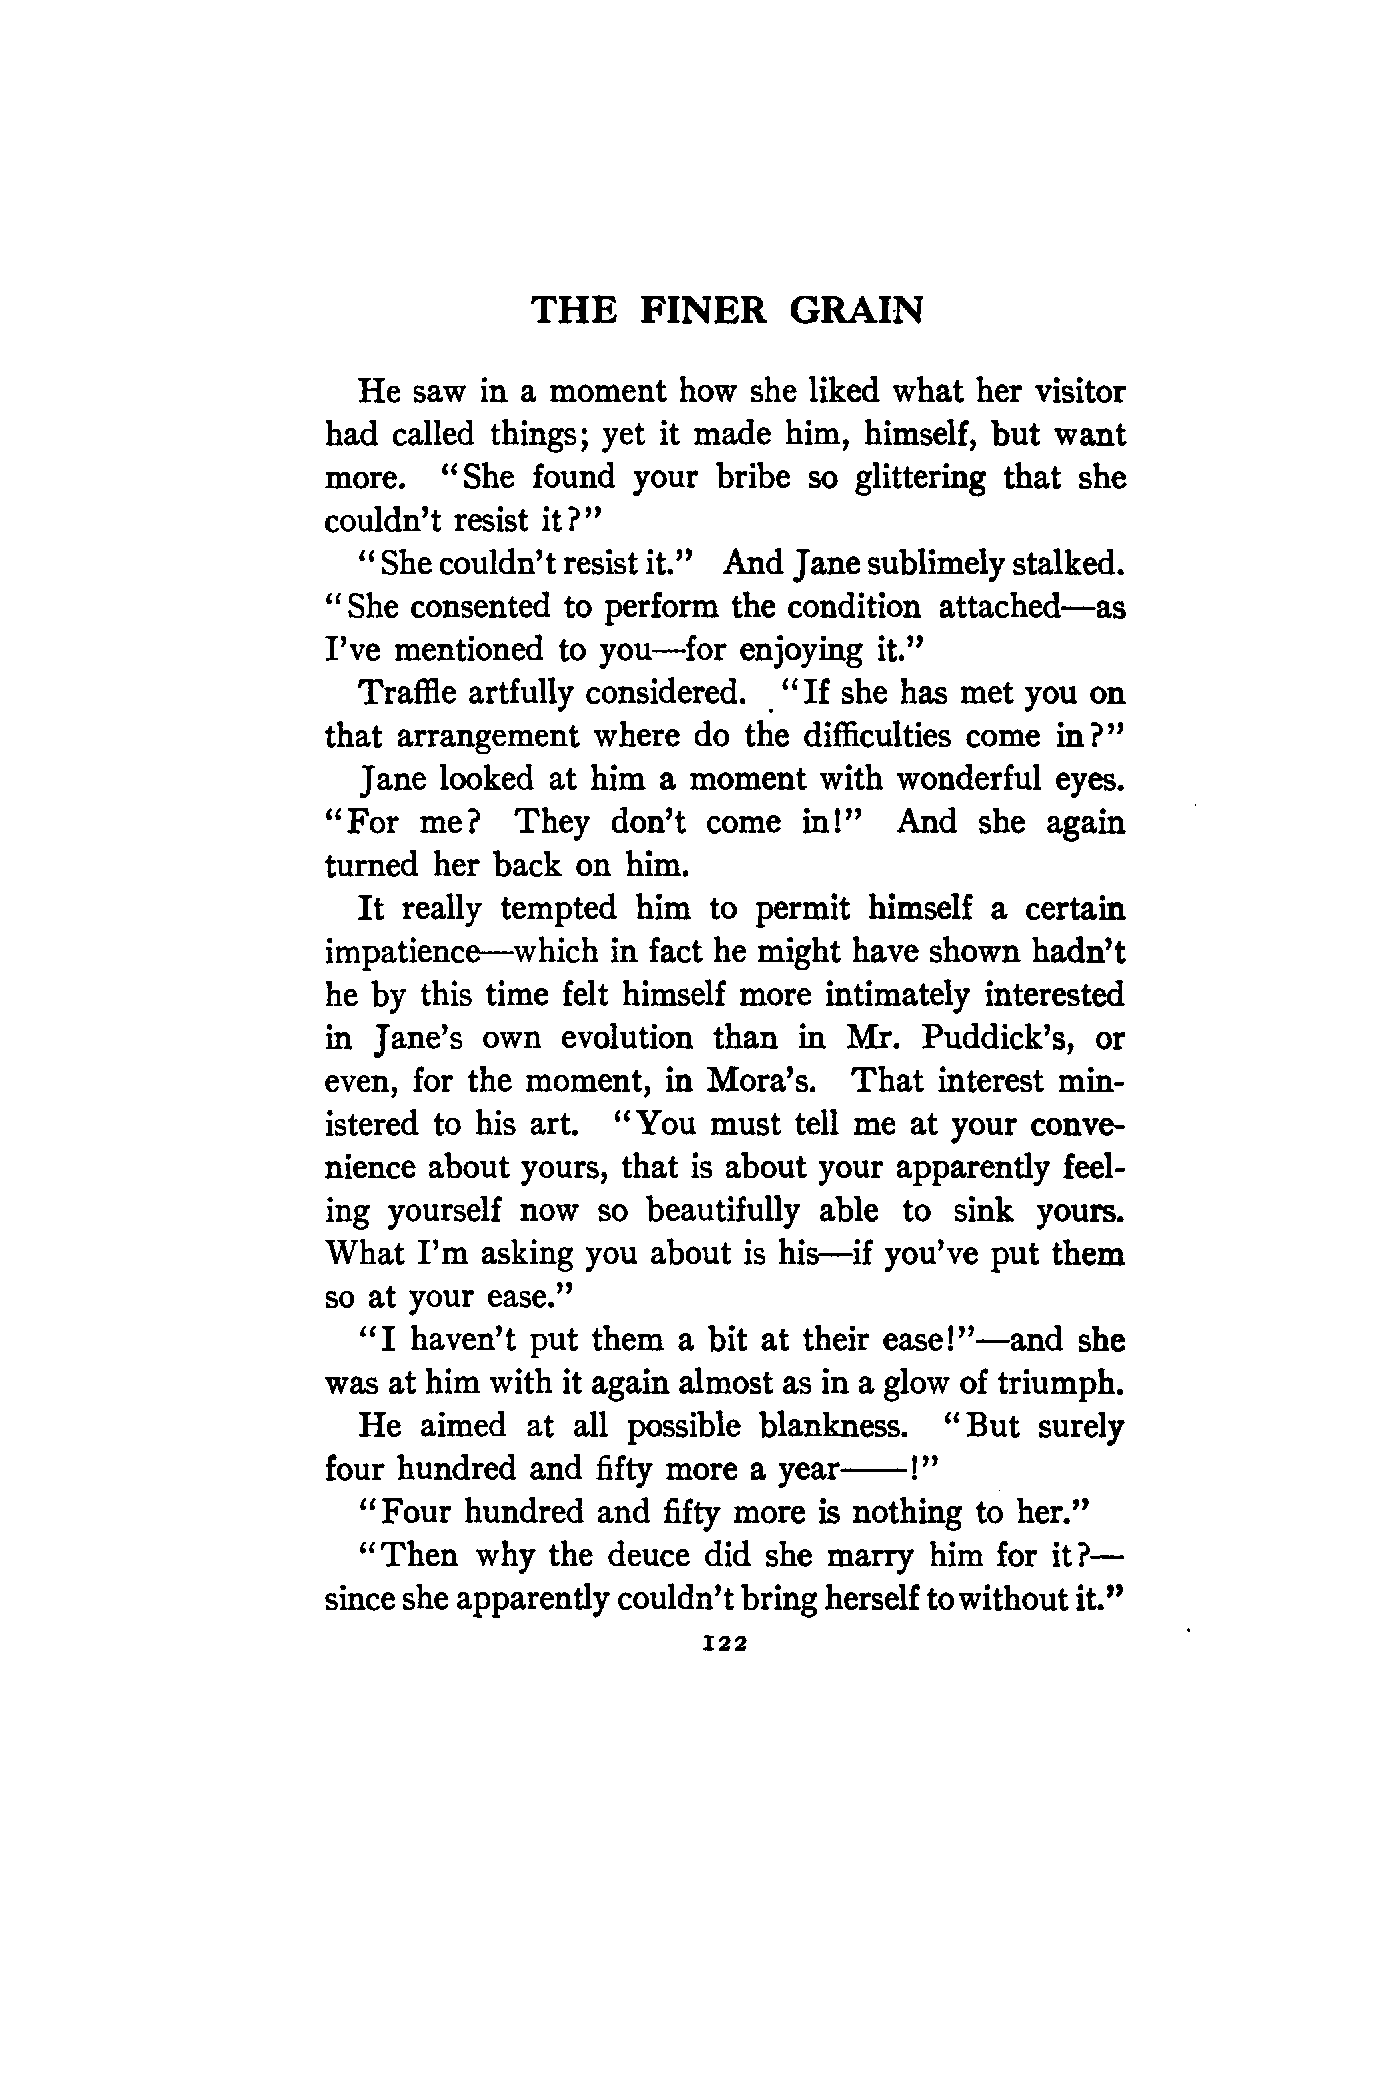 THE FINER GRAIN
He saw in a moment how she liked what her visitor
had called things; yet it made him, himself, but want
more. "She found your bribe so glittering that she
couldn't resist it?"
"She couldn't resist it." And Jane sublimely stalked.
"She consented to perform the condition attached—as
I've mentioned to you—for enjoying it."
Traffle artfully considered. "If she has met you on
that arrangement where do the difficulties come in?"
Jane looked at him a moment with wonderful eyes.
"For me? They don't come in!" And she again
turned her back on him.
It really tempted him to permit himself a certain
impatience—which in fact he might have shown hadn't
he by this time felt himself more intimately interested
in Jane's own evolution than in Mr. Puddick's, or
even, for the moment, in Mora's. That interest min-
istered to his art. "You must tell me at your conve-
nience about yours, that is about your apparently feel-
ing yourself now so beautifully able to sink yours.
What I'm asking you about is his—if you've put them
so at your ease."
"I haven't put them a bit at their ease!"—and she
was at him with it again almost as in a glow of triumph.
He aimed at all possible blankness. "But surely
four hundred and fifty more a year——!"
"Four hundred and fifty more is nothing to her."
"Then why the deuce did she marry him for it?—
since she apparently couldn't bring herself to without it."
122